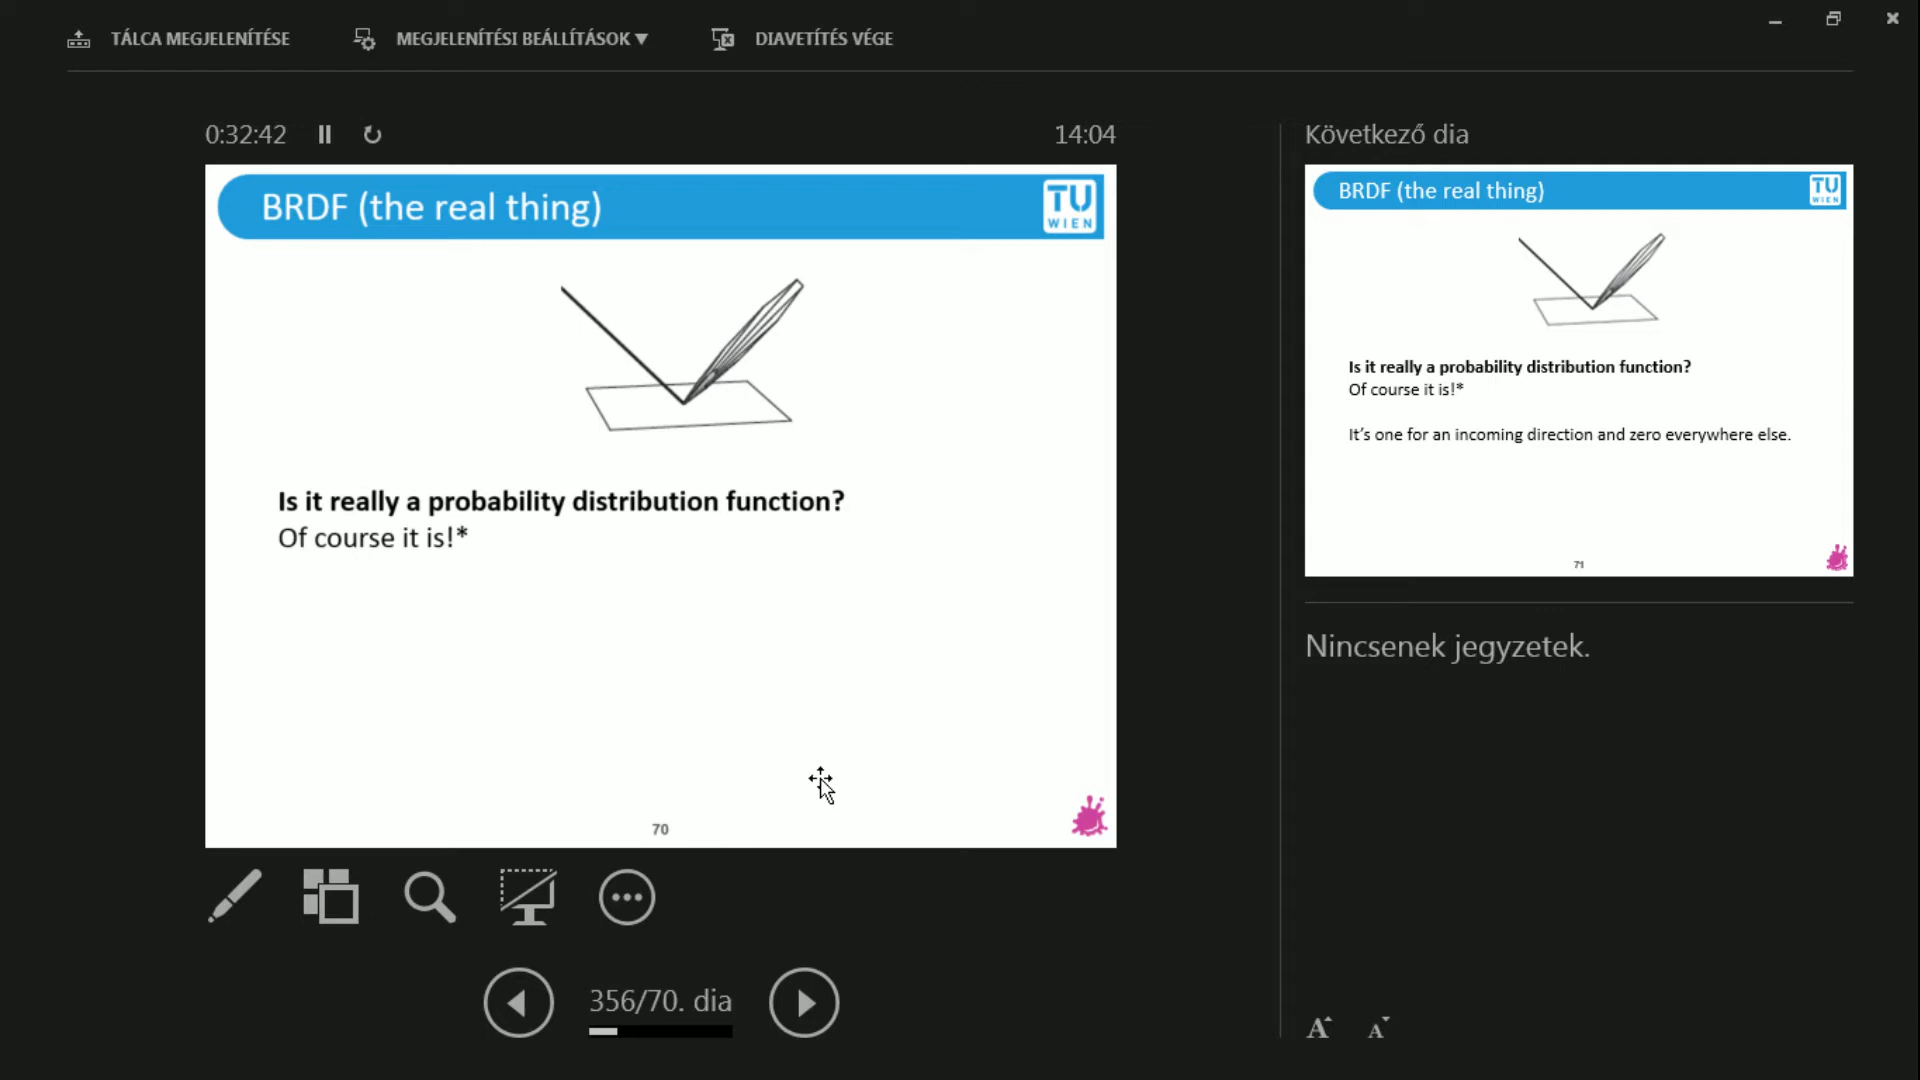 TÁLCA MEGJELENÍTÉSE
MEGJELENÍTÉSI BEÁLLÍTÁSOK
DIAVETÍTÉS VÉGE
0:32:42
14:04
BRDF (the real thing)
TU
WIEN
Is it really a probability distribution function?
Of course it is!*
70
356/70. dia
Következő dia
BRDF (the real thing)
TU
WIEN
Is it really a probability distribution function?
Of course it is!*
It's one for an incoming direction and zero everywhere else.
71
Nincsenek jegyzetek.
A A